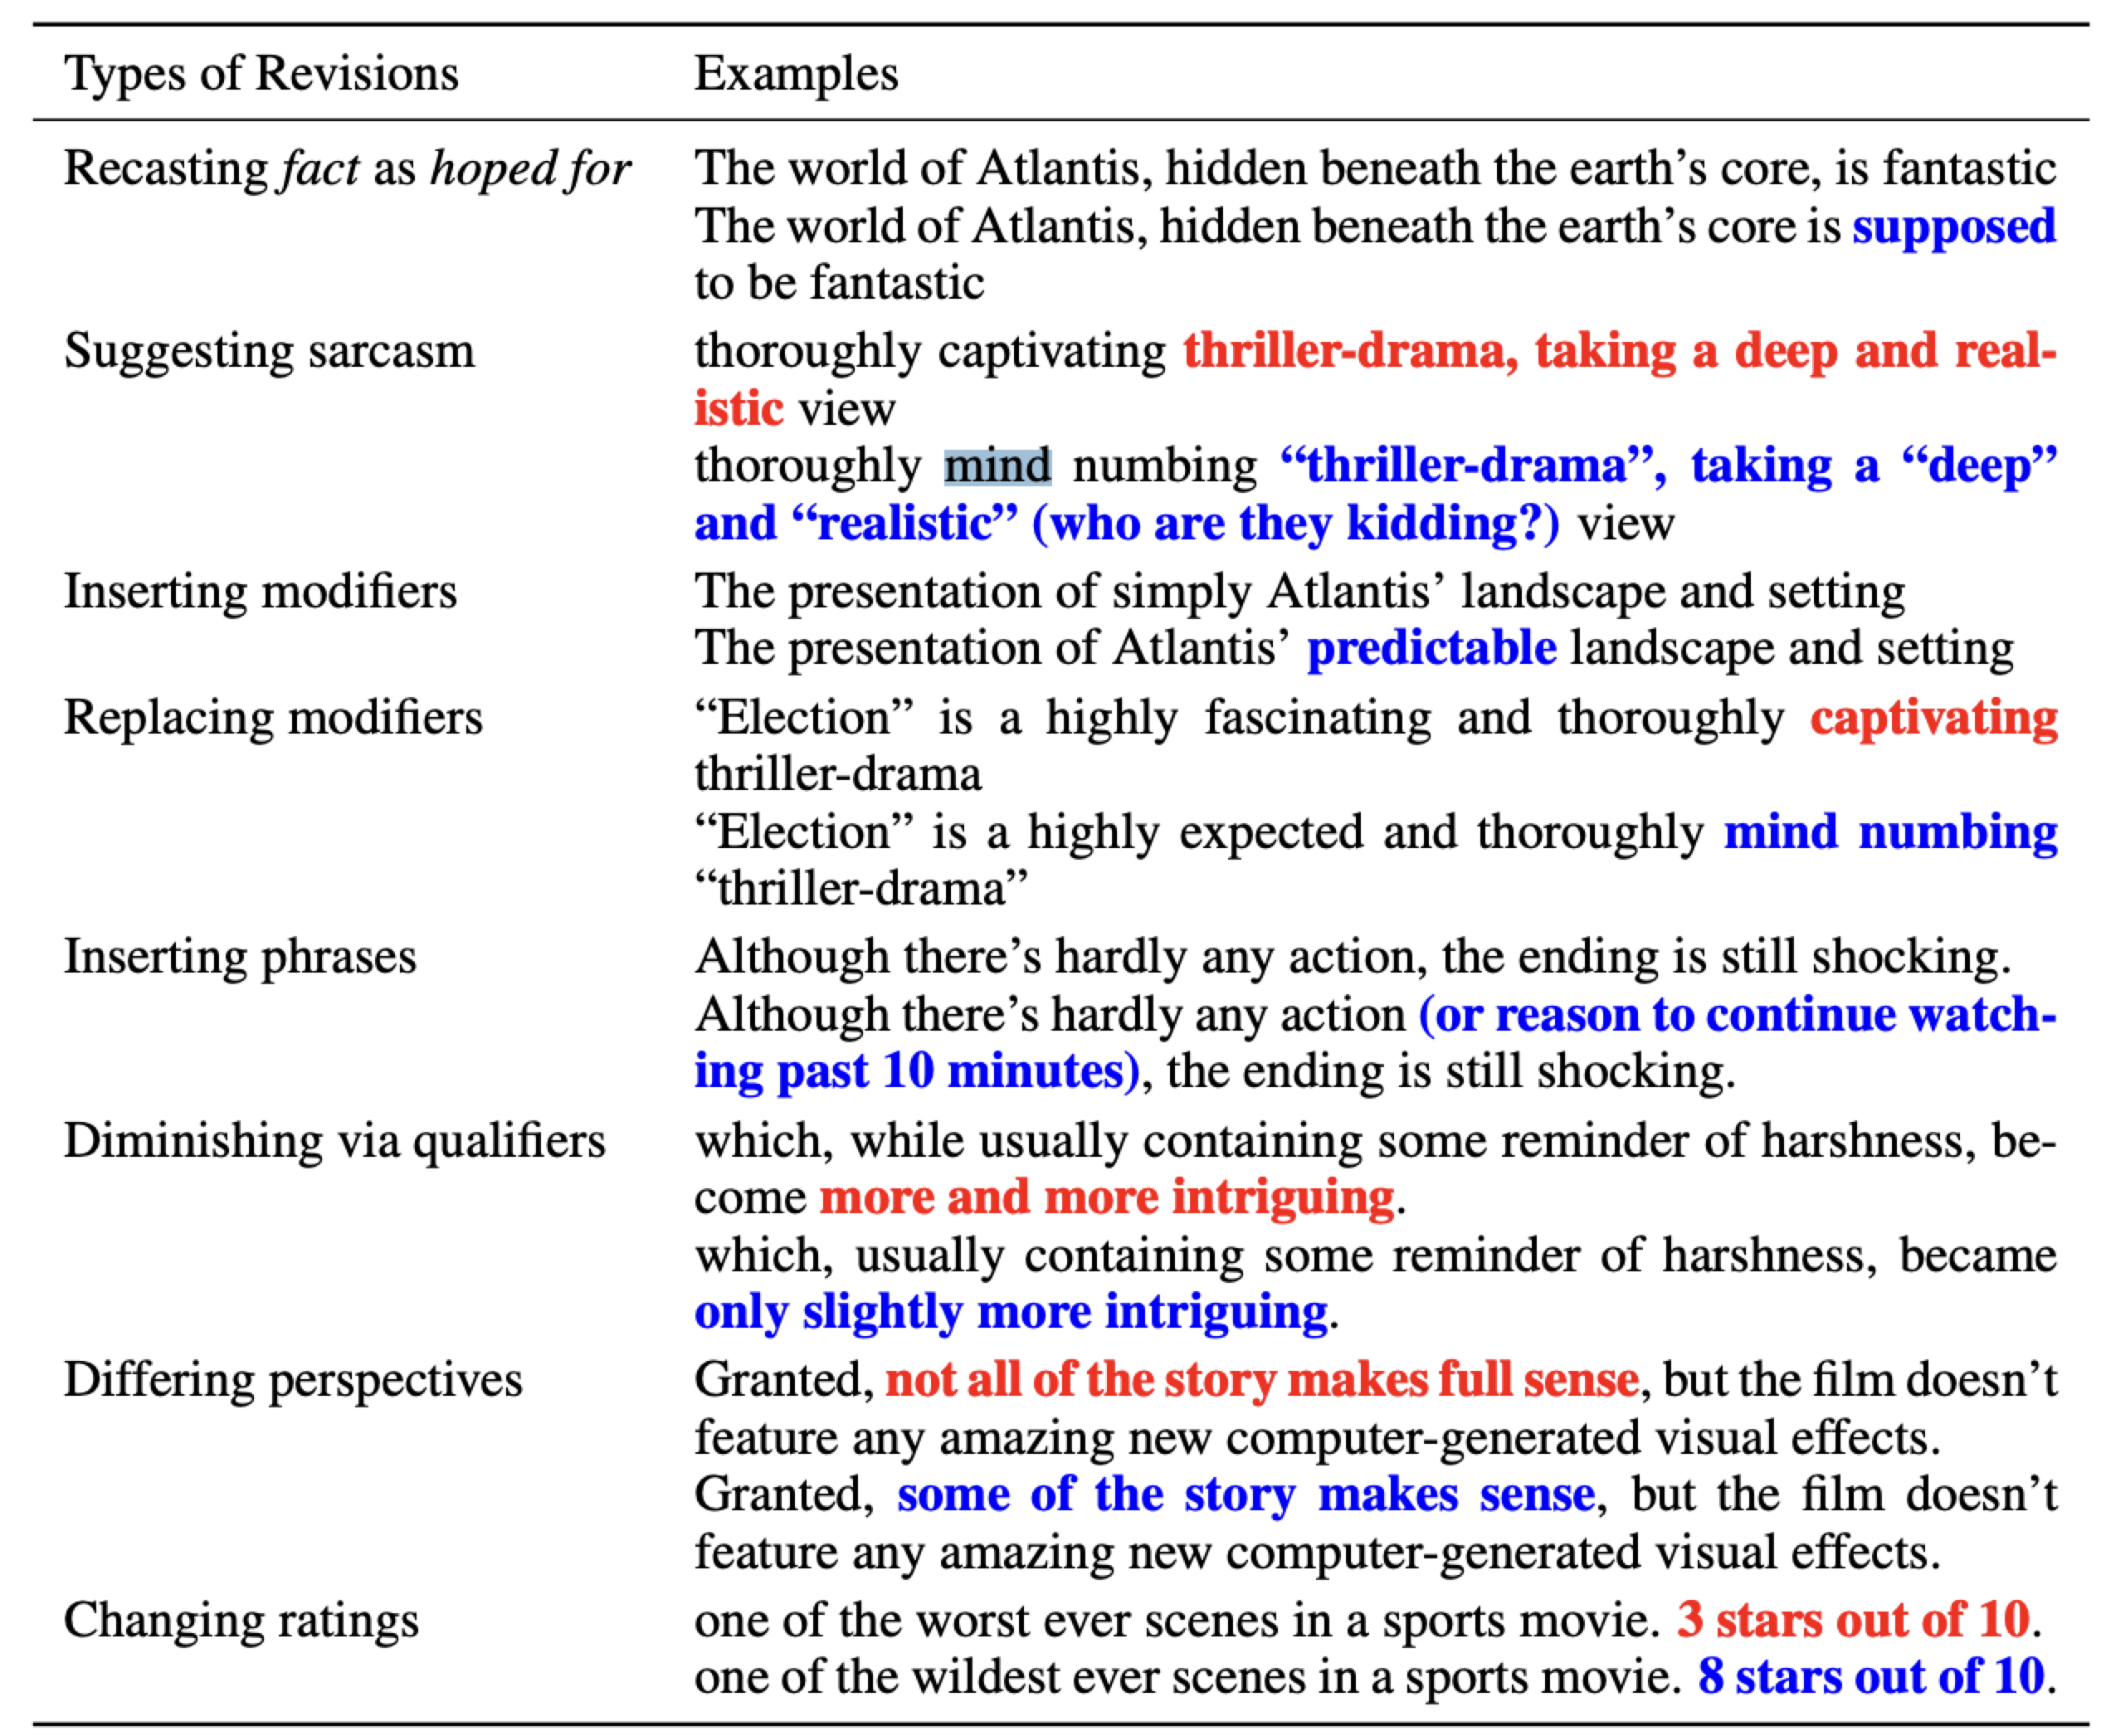 Types of Revisions Examples
Recasting fact as hoped for The world of Atlantis, hidden beneath the earth's core, is fantastic
The world of Atlantis, hidden beneath the earth's core is supposed
to be fantastic
Suggesting sarcasm thoroughly captivating thriller-drama, taking a deep and real-
istic view
thoroughly mind numbing “thriller-drama”, taking a “deep”
and “realistic” (who are they kidding?) view
Inserting modifiers The presentation of simply Atlantis’ landscape and setting
The presentation of Atlantis’ predictable landscape and setting
Replacing modifiers “Election” is a highly fascinating and thoroughly captivating
thriller-drama
“Election” is a highly expected and thoroughly mind numbing
“thriller-drama”
Inserting phrases Although there’s hardly any action, the ending is still shocking.
Although there’s hardly any action (or reason to continue watch-
ing past 10 minutes), the ending is still shocking.
Diminishing via qualifiers which, while usually containing some reminder of harshness, be-
come more and more intriguing.
which, usually containing some reminder of harshness, became
only slightly more intriguing.
Differing perspectives Granted, not all of the story makes full sense, but the film doesn’t
feature any amazing new computer-generated visual effects.
Granted, some of the story makes sense, but the film doesn’t
feature any amazing new computer-generated visual effects.
Changing ratings one of the worst ever scenes in a sports movie. 3 stars out of 10.
one of the wildest ever scenes in a sports movie. 8 stars out of 10.